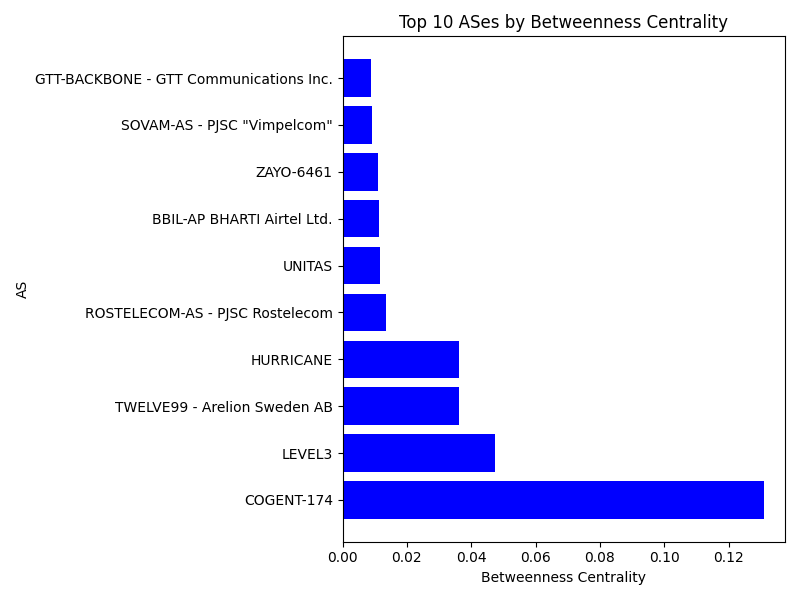 Top 10 ASes by Betweenness Centrality
GTT-BACKBONE - GTT Communications Inc.
SOVAM-AS - PJSC "Vimpelcom"
ZAYO-6461
BBIL-AP BHARTI Airtel Ltd.
UNITAS
ROSTELECOM-AS - PJSC Rostelecom
HURRICANE
TWELVE99 - Arelion Sweden AB
LEVEL3
COGENT-174
AS
0.00 0.02 0.04 0.06 0.08 0.10 0.12
Betweenness Centrality